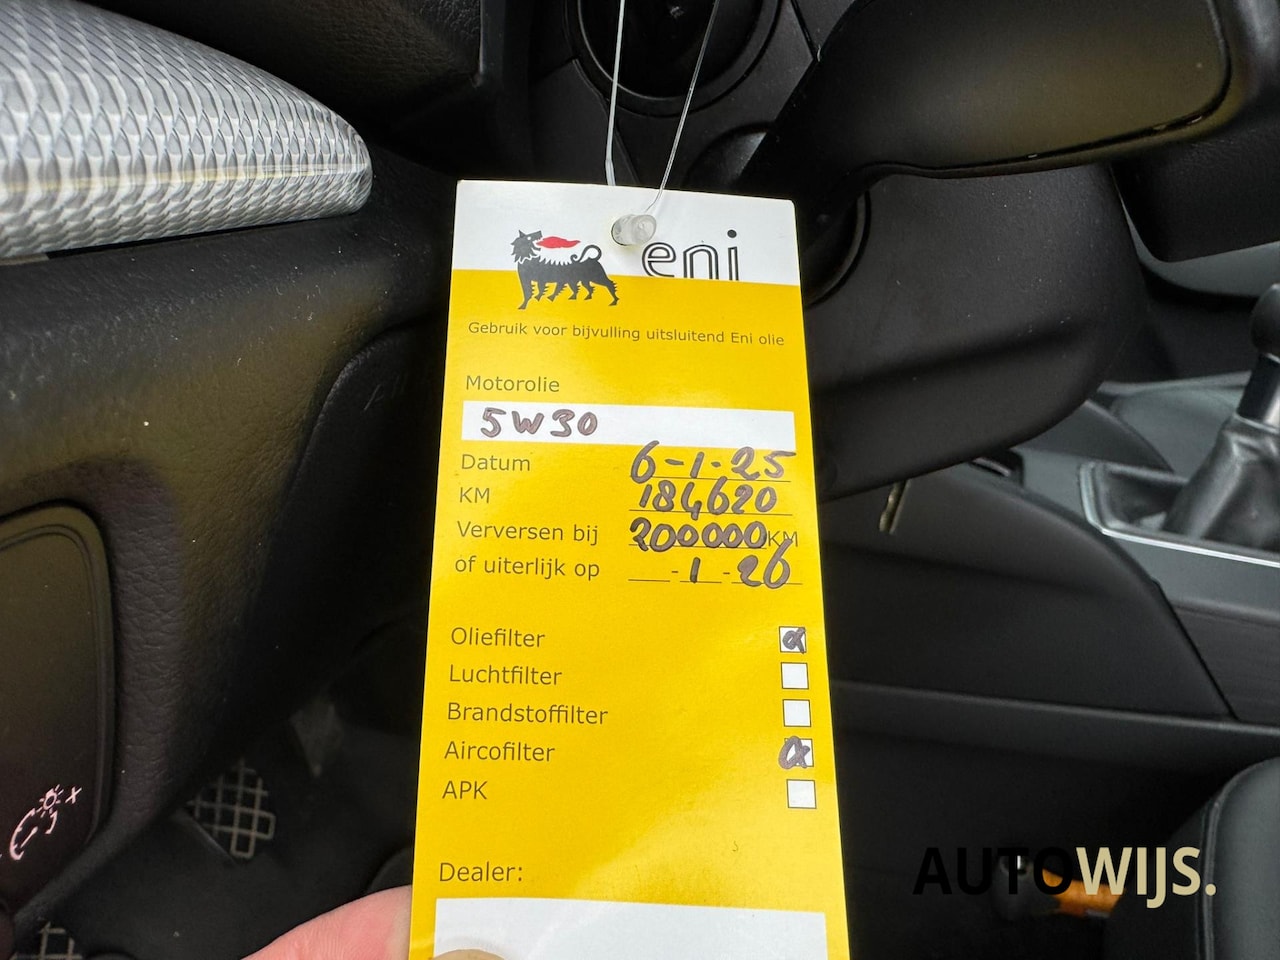 eni
Gebruik voor bijvulling uitsluitend Eni olie
Motorolie
5W30
Datum 6-1-25
KM 184620
Verversen bij 200000 KM
of uiterlijk op -1-26
Oliefilter
Luchtfilter
Brandstoffilter
Aircofilter
APK
Dealer:
AUTOWIJS.